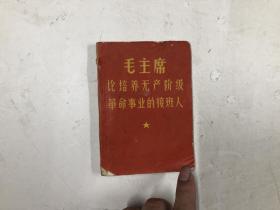 毛主席
论培养无产阶级
革命事业的接班人